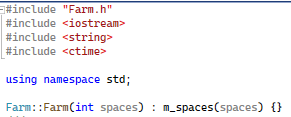 #include "Farm.h"
#include <iostream>
#include <string>
#include <ctime>
using namespace std;
Farm::Farm(int spaces) : m_spaces(spaces) {}